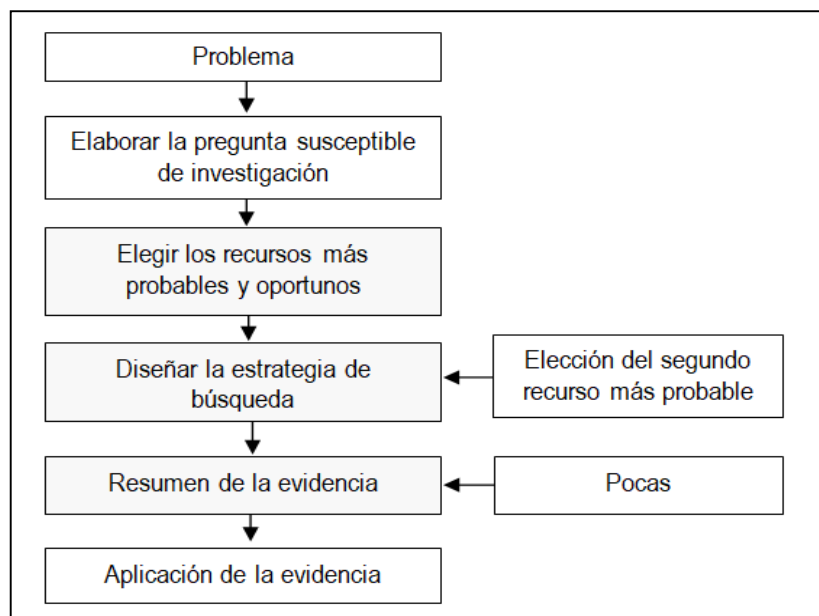 Problema
Elaborar la pregunta susceptible
de investigación
Elegir los recursos más
probables y oportunos
Diseñar la estrategia de
búsqueda
Elección del segundo
recurso más probable
Resumen de la evidencia
Pocas
Aplicación de la evidencia